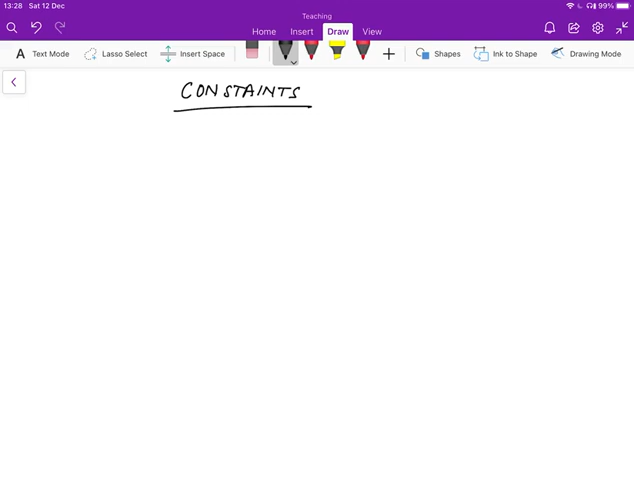 13:28 Sat 12 Dec 99%
Teaching
Home Insert Draw View
A Text Mode Lasso Select Insert Space + Shapes Ink to Shape Drawing Mode
CONSTAINTS